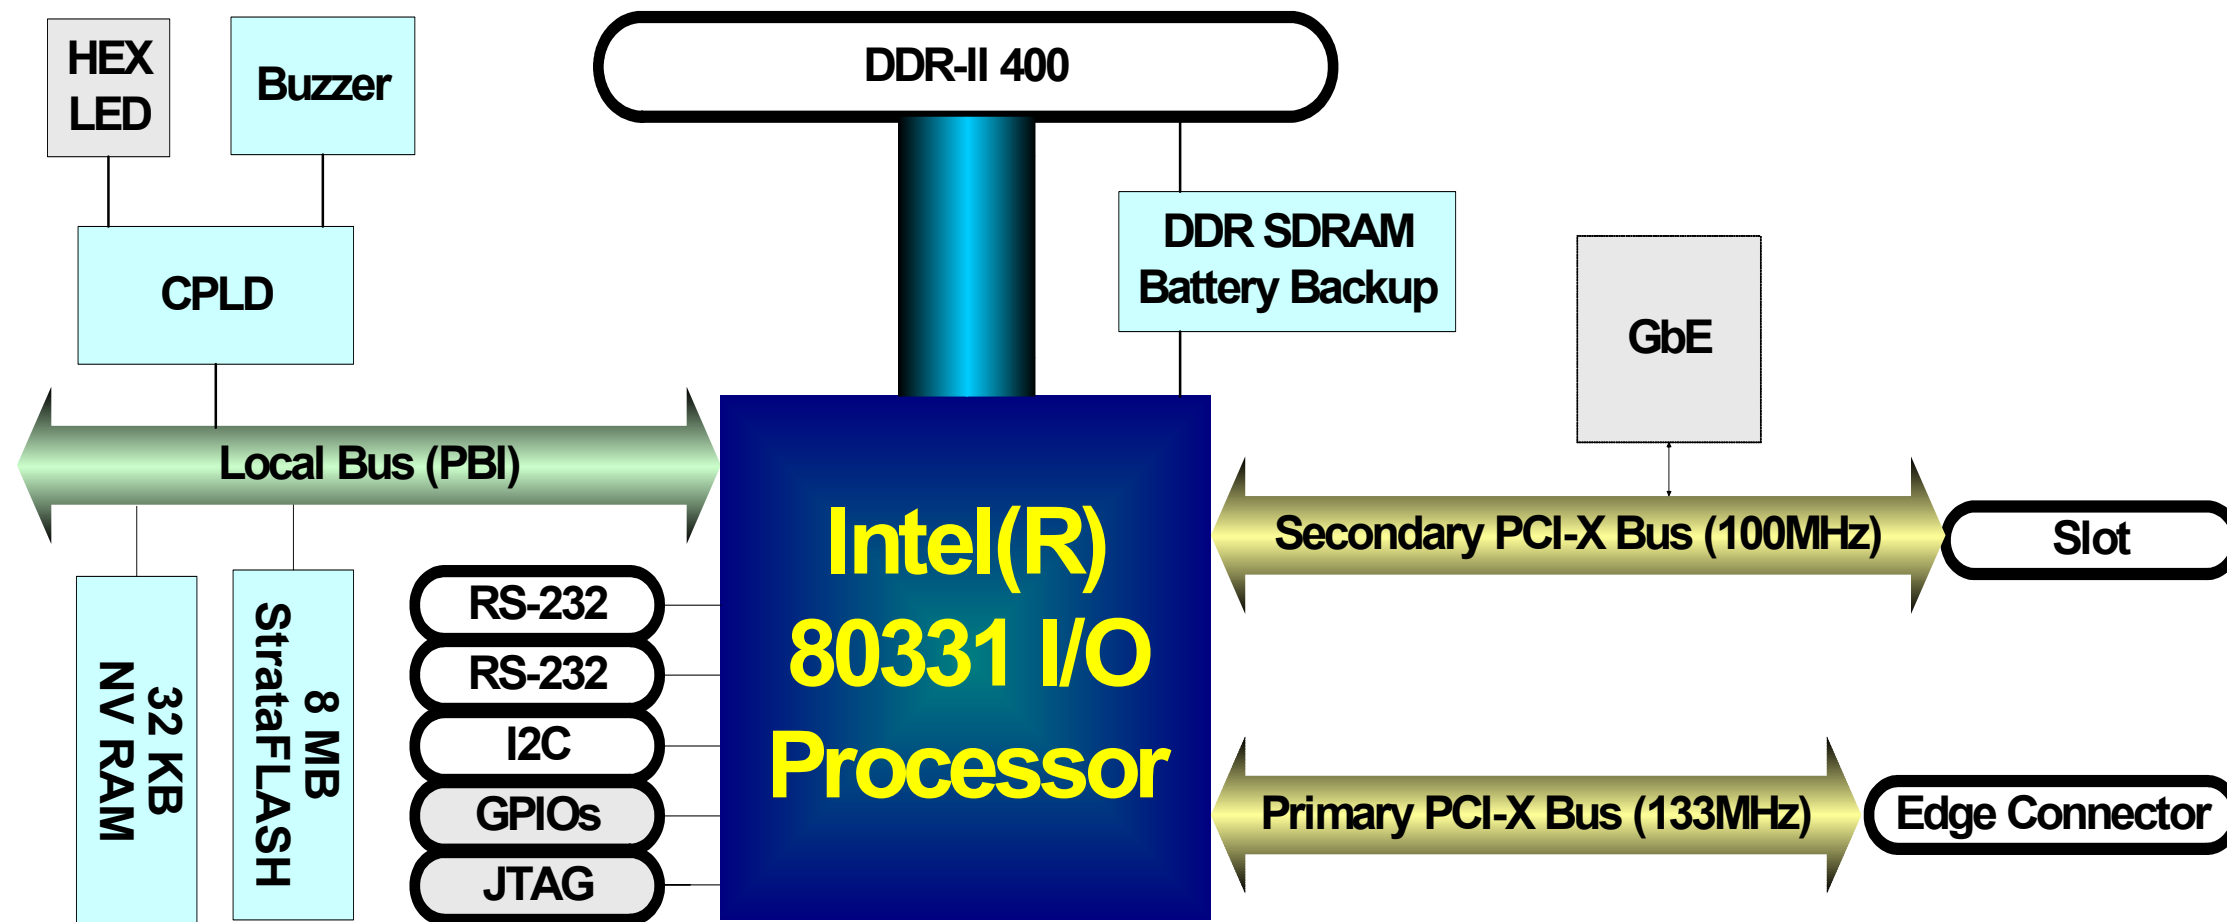 HEX
LED
Buzzer
DDR-II 400
CPLD
DDR SDRAM
Battery Backup
GbE
Local Bus (PBI)
Secondary PCI-X Bus (100MHz)
Slot
Intel(R)
80331 I/O
Processor
32 KB
NV RAM
8 MB
StrataFLASH
RS-232
RS-232
I2C
GPIOs
JTAG
Primary PCI-X Bus (133MHz)
Edge Connector